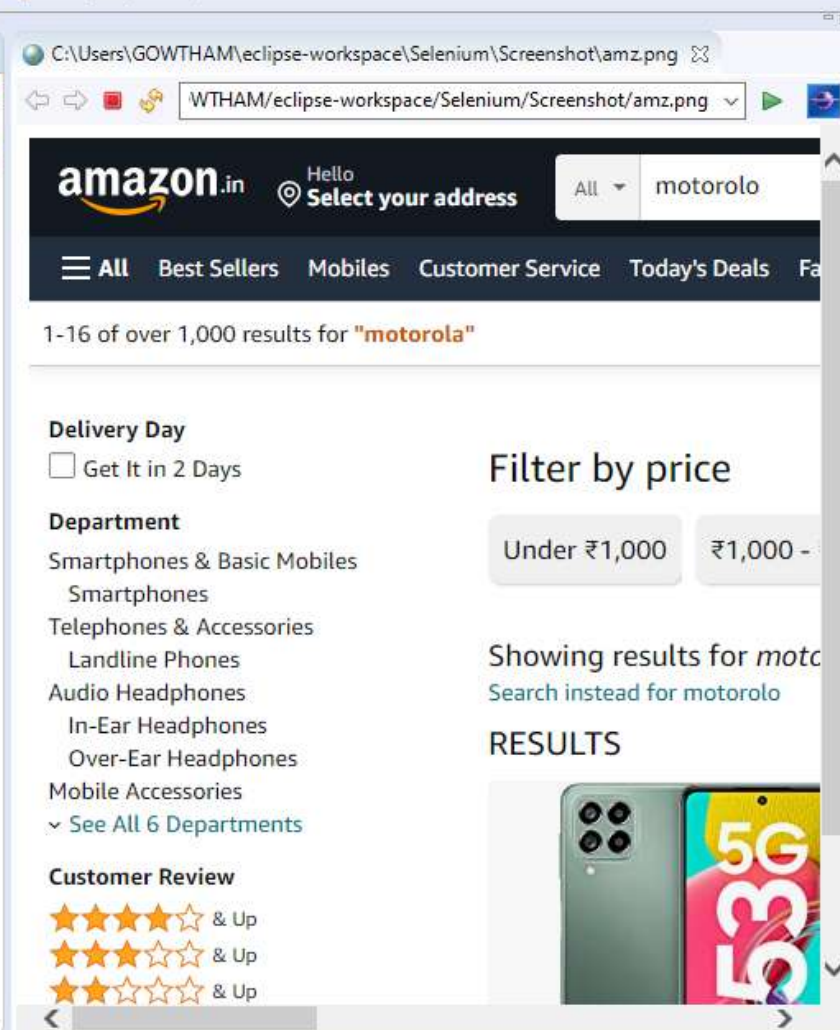 C:\Users\GOWTHAM\eclipse-workspace\Selenium\Screenshot\amz.png
WTHAM/eclipse-workspace/Selenium/Screenshot/amz.png
amazon.in
Hello
Select your address
All
motorolo
All Best Sellers Mobiles Customer Service Today's Deals Fa
1-16 of over 1,000 results for "motorola"
Delivery Day
Get It in 2 Days
Department
Smartphones & Basic Mobiles
Smartphones
Telephones & Accessories
Landline Phones
Audio Headphones
In-Ear Headphones
Over-Ear Headphones
Mobile Accessories
See All 6 Departments
Customer Review
& Up
& Up
& Up
Filter by price
Under ₹1,000 ₹1,000 -
Showing results for moto
Search instead for motorolo
RESULTS
5G
53